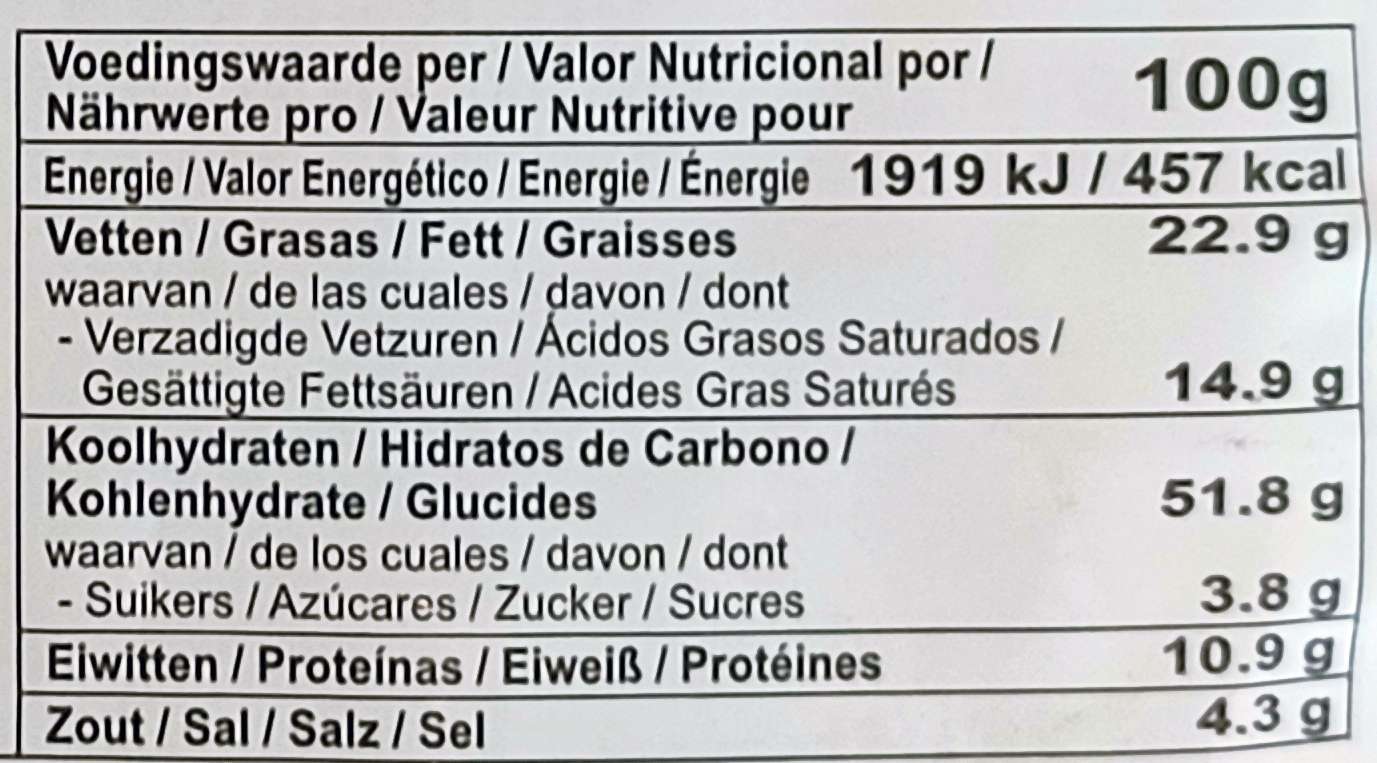 Voedingswaarde per / Valor Nutricional por /
Nährwerte pro / Valeur Nutritive pour 100g
Energie / Valor Energético / Energie / Énergie 1919 kJ / 457 kcal
Vetten / Grasas / Fett / Graisses 22.9 g
waarvan / de las cuales / davon / dont
- Verzadigde Vetzuren / Ácidos Grasos Saturados /
Gesättigte Fettsäuren / Acides Gras Saturés 14.9 g
Koolhydraten / Hidratos de Carbono /
Kohlenhydrate / Glucides 51.8 g
waarvan / de los cuales / davon / dont
- Suikers / Azúcares / Zucker / Sucres 3.8 g
Eiwitten / Proteínas / Eiweiß / Protéines 10.9 g
Zout / Sal / Salz / Sel 4.3 g